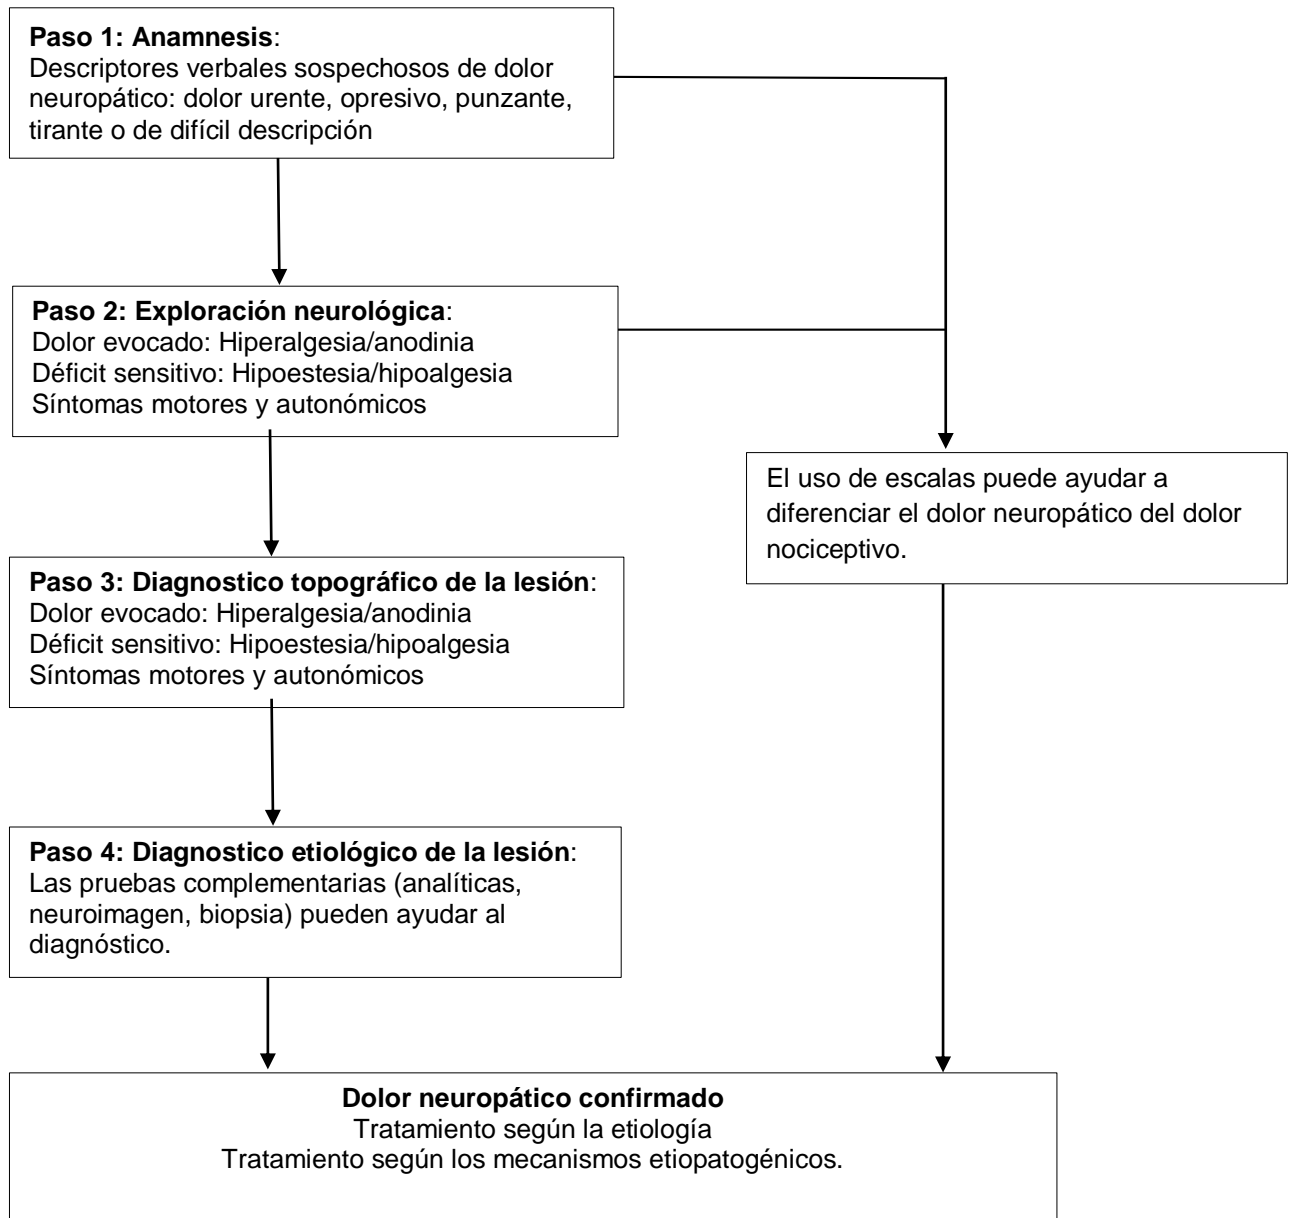 Paso 1: Anamnesis:
Descriptores verbales sospechosos de dolor
neuropático: dolor urente, opresivo, punzante,
tirante o de difícil descripción
Paso 2: Exploración neurológica:
Dolor evocado: Hiperalgesia/anodinia
Déficit sensitivo: Hipoestesia/hipoalgesia
Síntomas motores y autonómicos
El uso de escalas puede ayudar a
diferenciar el dolor neuropático del dolor
nociceptivo.
Paso 3: Diagnostico topográfico de la lesión:
Dolor evocado: Hiperalgesia/anodinia
Déficit sensitivo: Hipoestesia/hipoalgesia
Síntomas motores y autonómicos
Paso 4: Diagnostico etiológico de la lesión:
Las pruebas complementarias (analíticas,
neuroimagen, biopsia) pueden ayudar al
diagnóstico.
Dolor neuropático confirmado
Tratamiento según la etiología
Tratamiento según los mecanismos etiopatogénicos.